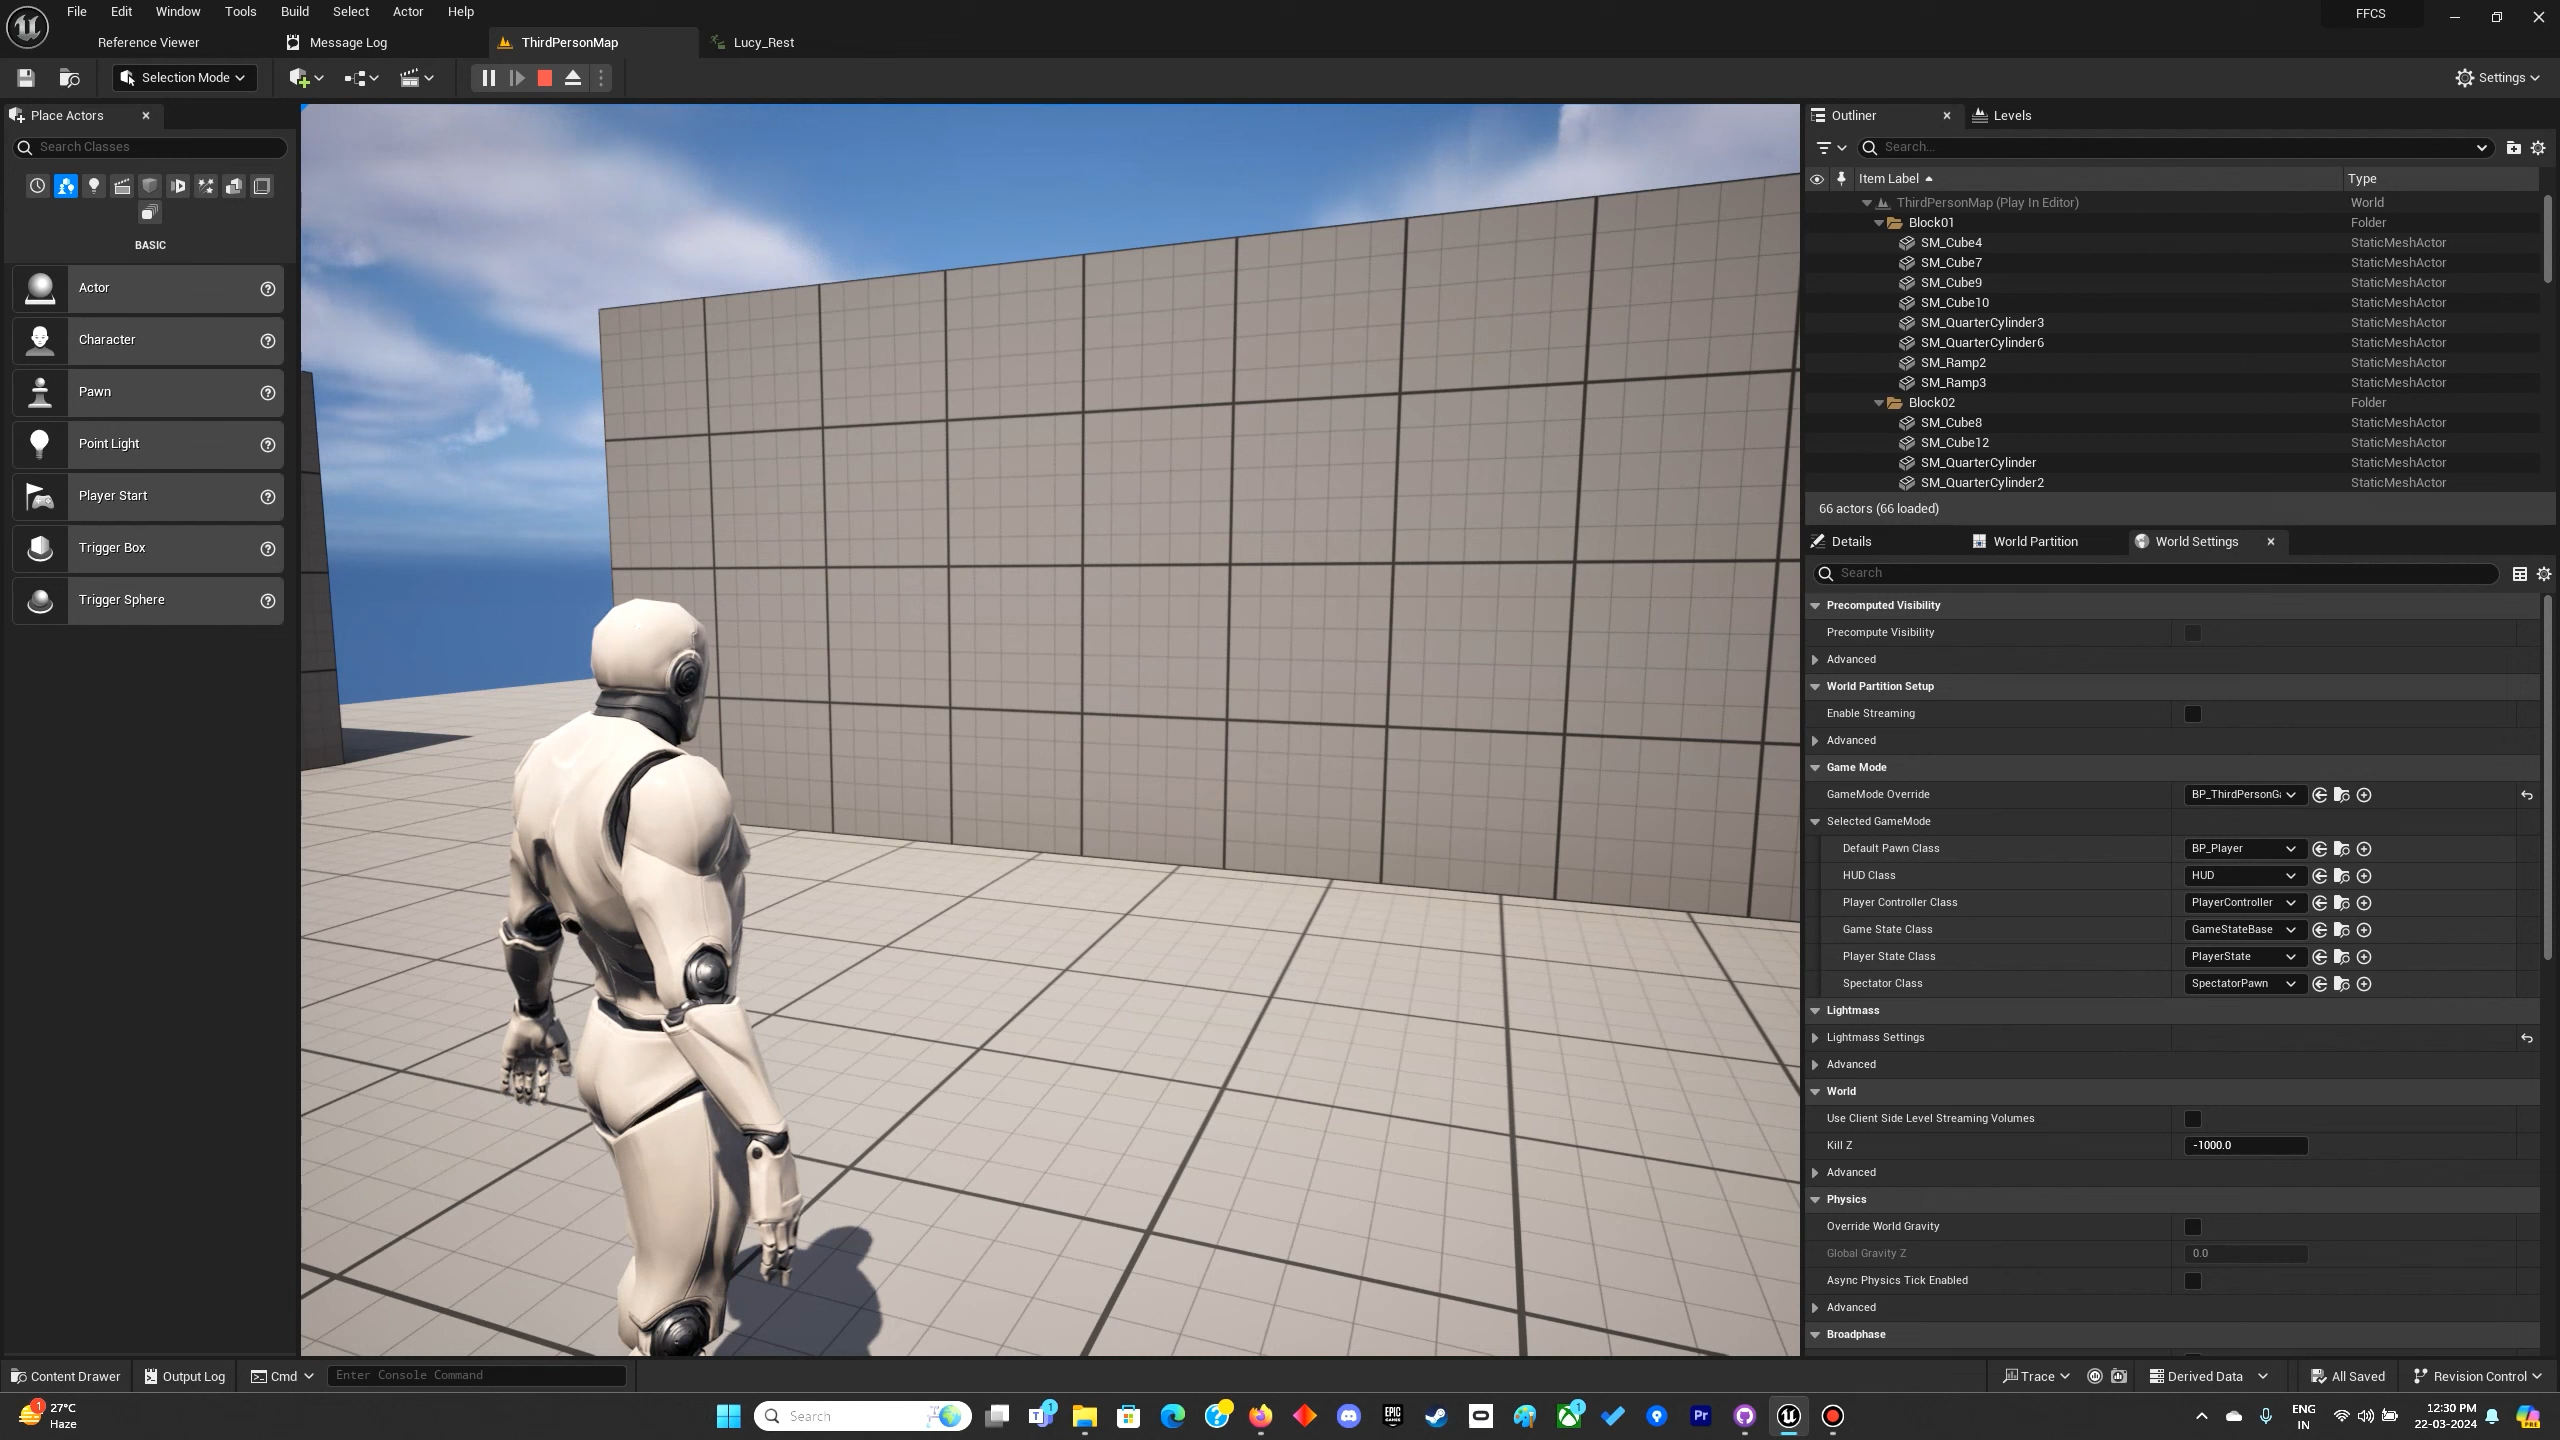 File Edit Window Tools Build Select Actor Help
FFCS
Reference Viewer Message Log ThirdPersonMap Lucy_Rest
Selection Mode
Settings
Place Actors
Search Classes
BASIC
Actor
Character
Pawn
Point Light
Player Start
Trigger Box
Trigger Sphere
Outliner Levels
Search...
Item Label Type
ThirdPersonMap (Play In Editor) World
Block01 Folder
SM_Cube4 StaticMeshActor
SM_Cube7 StaticMeshActor
SM_Cube9 StaticMeshActor
SM_Cube10 StaticMeshActor
SM_QuarterCylinder3 StaticMeshActor
SM_QuarterCylinder6 StaticMeshActor
SM_Ramp2 StaticMeshActor
SM_Ramp3 StaticMeshActor
Block02 Folder
SM_Cube8 StaticMeshActor
SM_Cube12 StaticMeshActor
SM_QuarterCylinder StaticMeshActor
SM_QuarterCylinder2 StaticMeshActor
66 actors (66 loaded)
Details World Partition World Settings
Search
Precomputed Visibility
Precompute Visibility
Advanced
World Partition Setup
Enable Streaming
Advanced
Game Mode
GameMode Override BP_ThirdPersonGa
Selected GameMode
Default Pawn Class BP_Player
HUD Class HUD
Player Controller Class PlayerController
Game State Class GameStateBase
Player State Class PlayerState
Spectator Class SpectatorPawn
Lightmass
Lightmass Settings
Advanced
World
Use Client Side Level Streaming Volumes
Kill Z -1000.0
Advanced
Physics
Override World Gravity
Global Gravity Z 0.0
Async Physics Tick Enabled
Advanced
Broadphase
Content Drawer Output Log Cmd Enter Console Command
Trace Derived Data All Saved Revision Control
1 27°C
Haze
Search
1
EPIC GAMES
1
Pr
ENG
IN
12:30 PM
22-03-2024
PRE